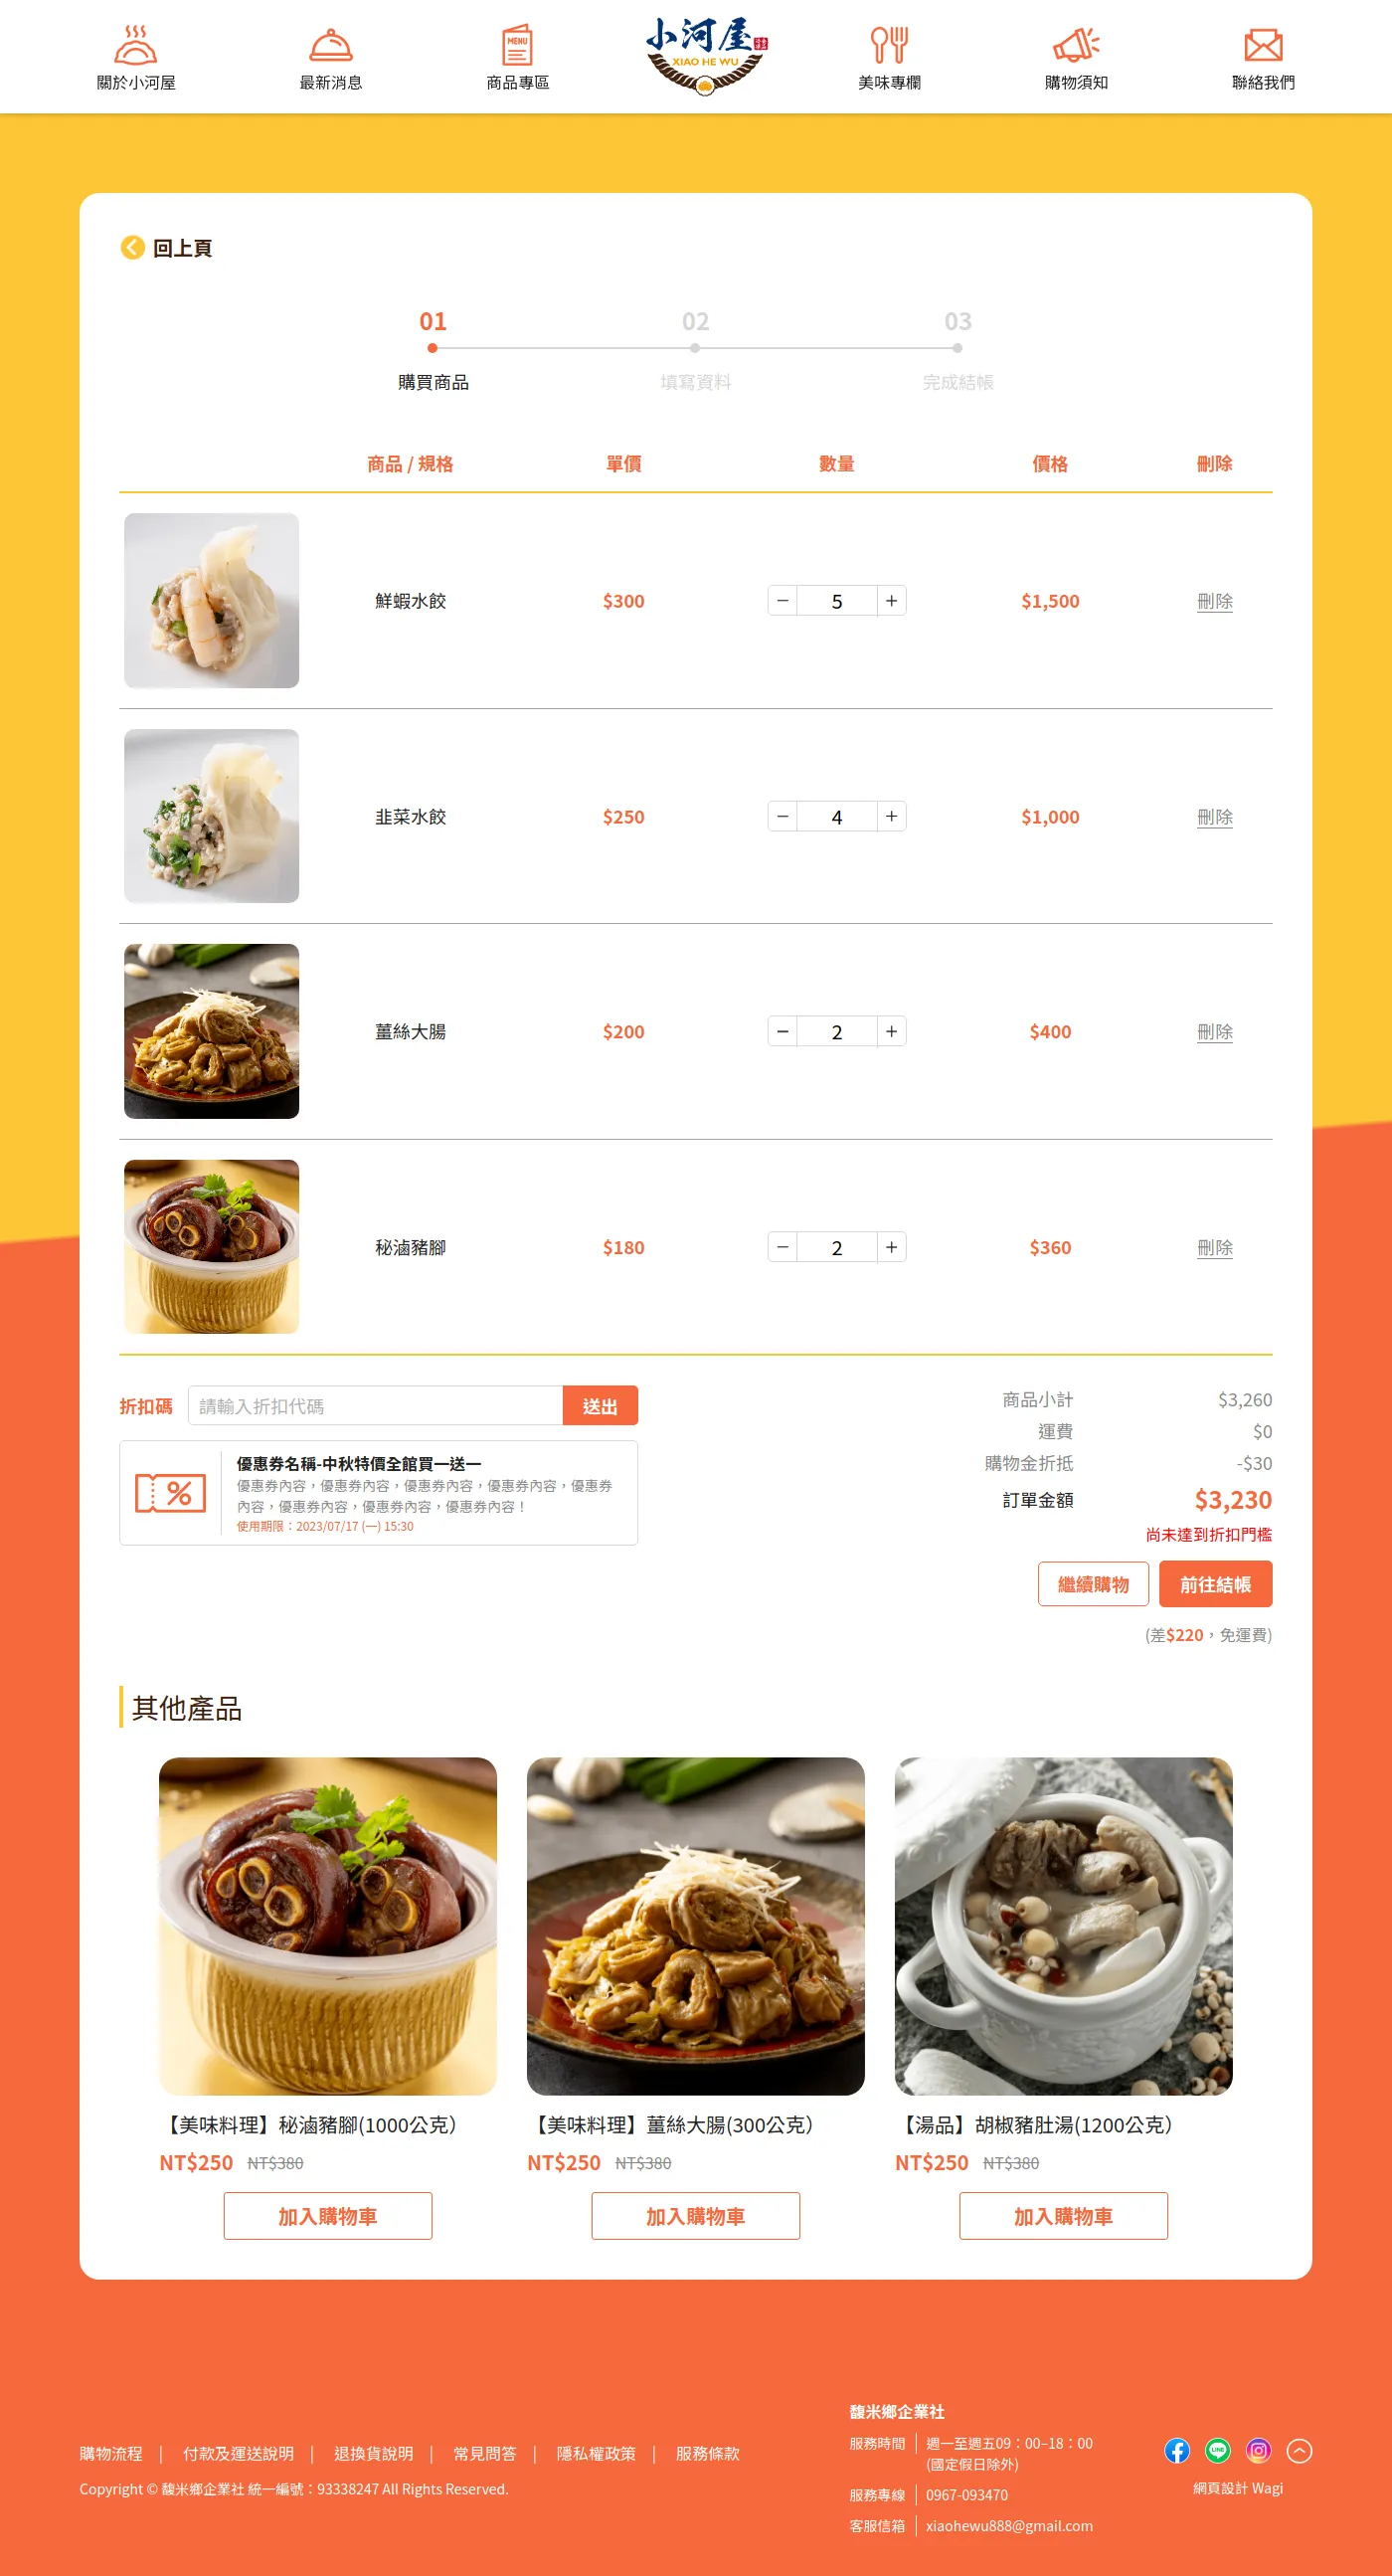 關於小河屋
最新消息
MENU
商品專區
小河屋
XIAO HE WU
美味專欄
購物須知
聯絡我們
回上頁
01 02 03
購買商品 填寫資料 完成結帳
商品 / 規格 單價 數量 價格 刪除
鮮蝦水餃 $300 − 5 + $1,500 刪除
韭菜水餃 $250 − 4 + $1,000 刪除
薑絲大腸 $200 − 2 + $400 刪除
秘滷豬腳 $180 − 2 + $360 刪除
折扣碼 請輸入折扣代碼 送出
%
優惠券名稱-中秋特價全館買一送一
優惠券內容，優惠券內容，優惠券內容，優惠券內容，優惠券
內容，優惠券內容，優惠券內容，優惠券內容！
使用期限：2023/07/17 (一) 15:30
商品小計 $3,260
運費 $0
購物金折抵 -$30
訂單金額 $3,230
尚未達到折扣門檻
繼續購物 前往結帳
(差$220，免運費)
其他產品
【美味料理】秘滷豬腳(1000公克）
NT$250 NT$380
加入購物車
【美味料理】薑絲大腸(300公克）
NT$250 NT$380
加入購物車
【湯品】胡椒豬肚湯(1200公克）
NT$250 NT$380
加入購物車
購物流程 | 付款及運送說明 | 退換貨說明 | 常見問答 | 隱私權政策 | 服務條款
Copyright © 馥米鄉企業社 統一編號：93338247 All Rights Reserved.
馥米鄉企業社
服務時間 週一至週五09：00–18：00
(國定假日除外)
服務專線 0967-093470
客服信箱 xiaohewu888@gmail.com
LINE
網頁設計 Wagi